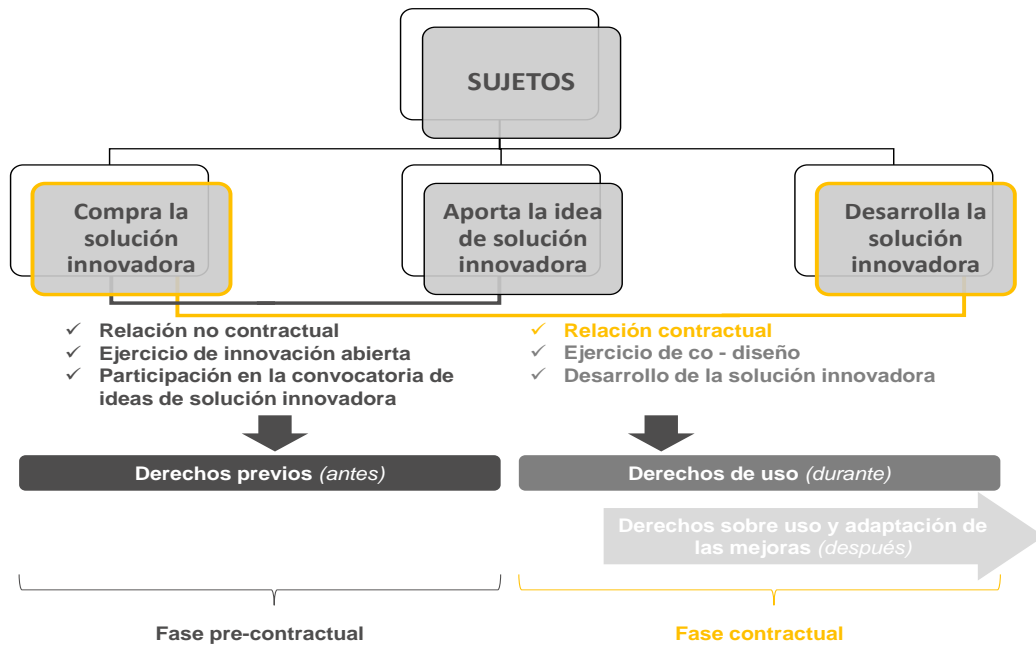 SUJETOS
Compra la
solución
innovadora
Aporta la idea
de solución
innovadora
Desarrolla la
solución
innovadora
✓ Relación no contractual
✓ Ejercicio de innovación abierta
✓ Participación en la convocatoria de
ideas de solución innovadora
✓ Relación contractual
✓ Ejercicio de co - diseño
✓ Desarrollo de la solución innovadora
Derechos previos (antes)
Derechos de uso (durante)
Derechos sobre uso y adaptación de
las mejoras (después)
Fase pre-contractual
Fase contractual